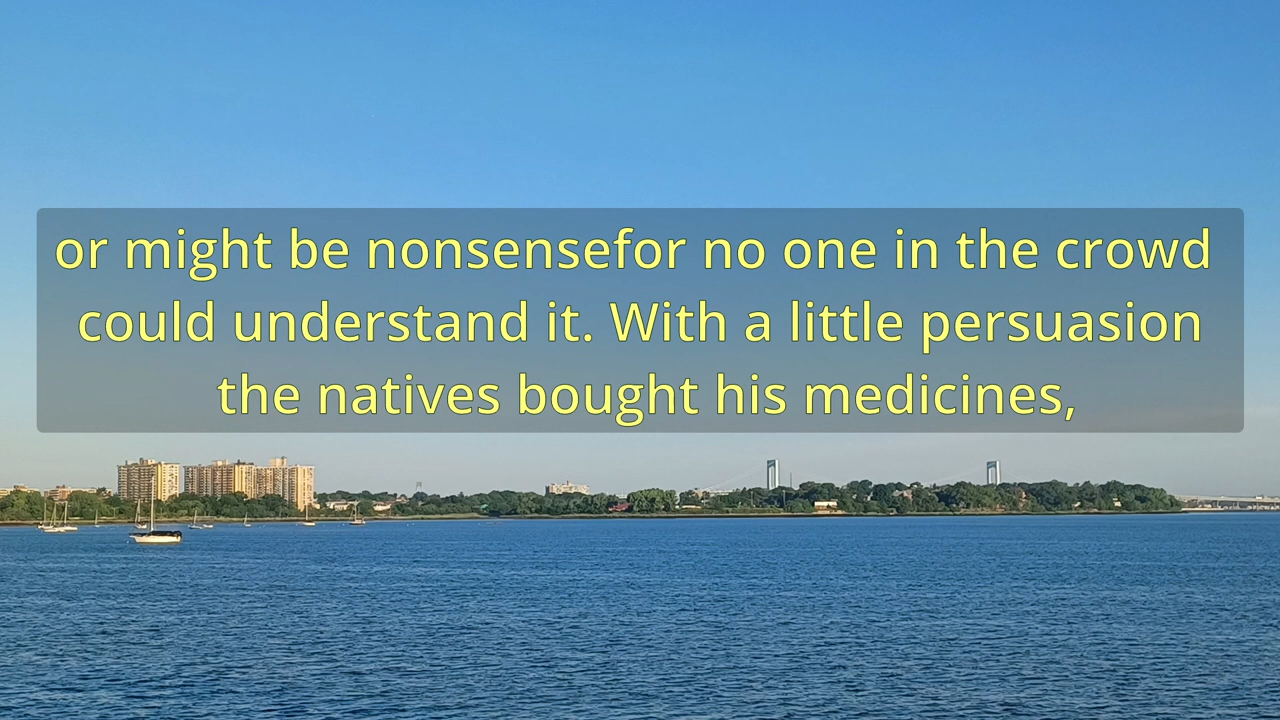 or might be nonsensefor no one in the crowd
could understand it. With a little persuasion
the natives bought his medicines,